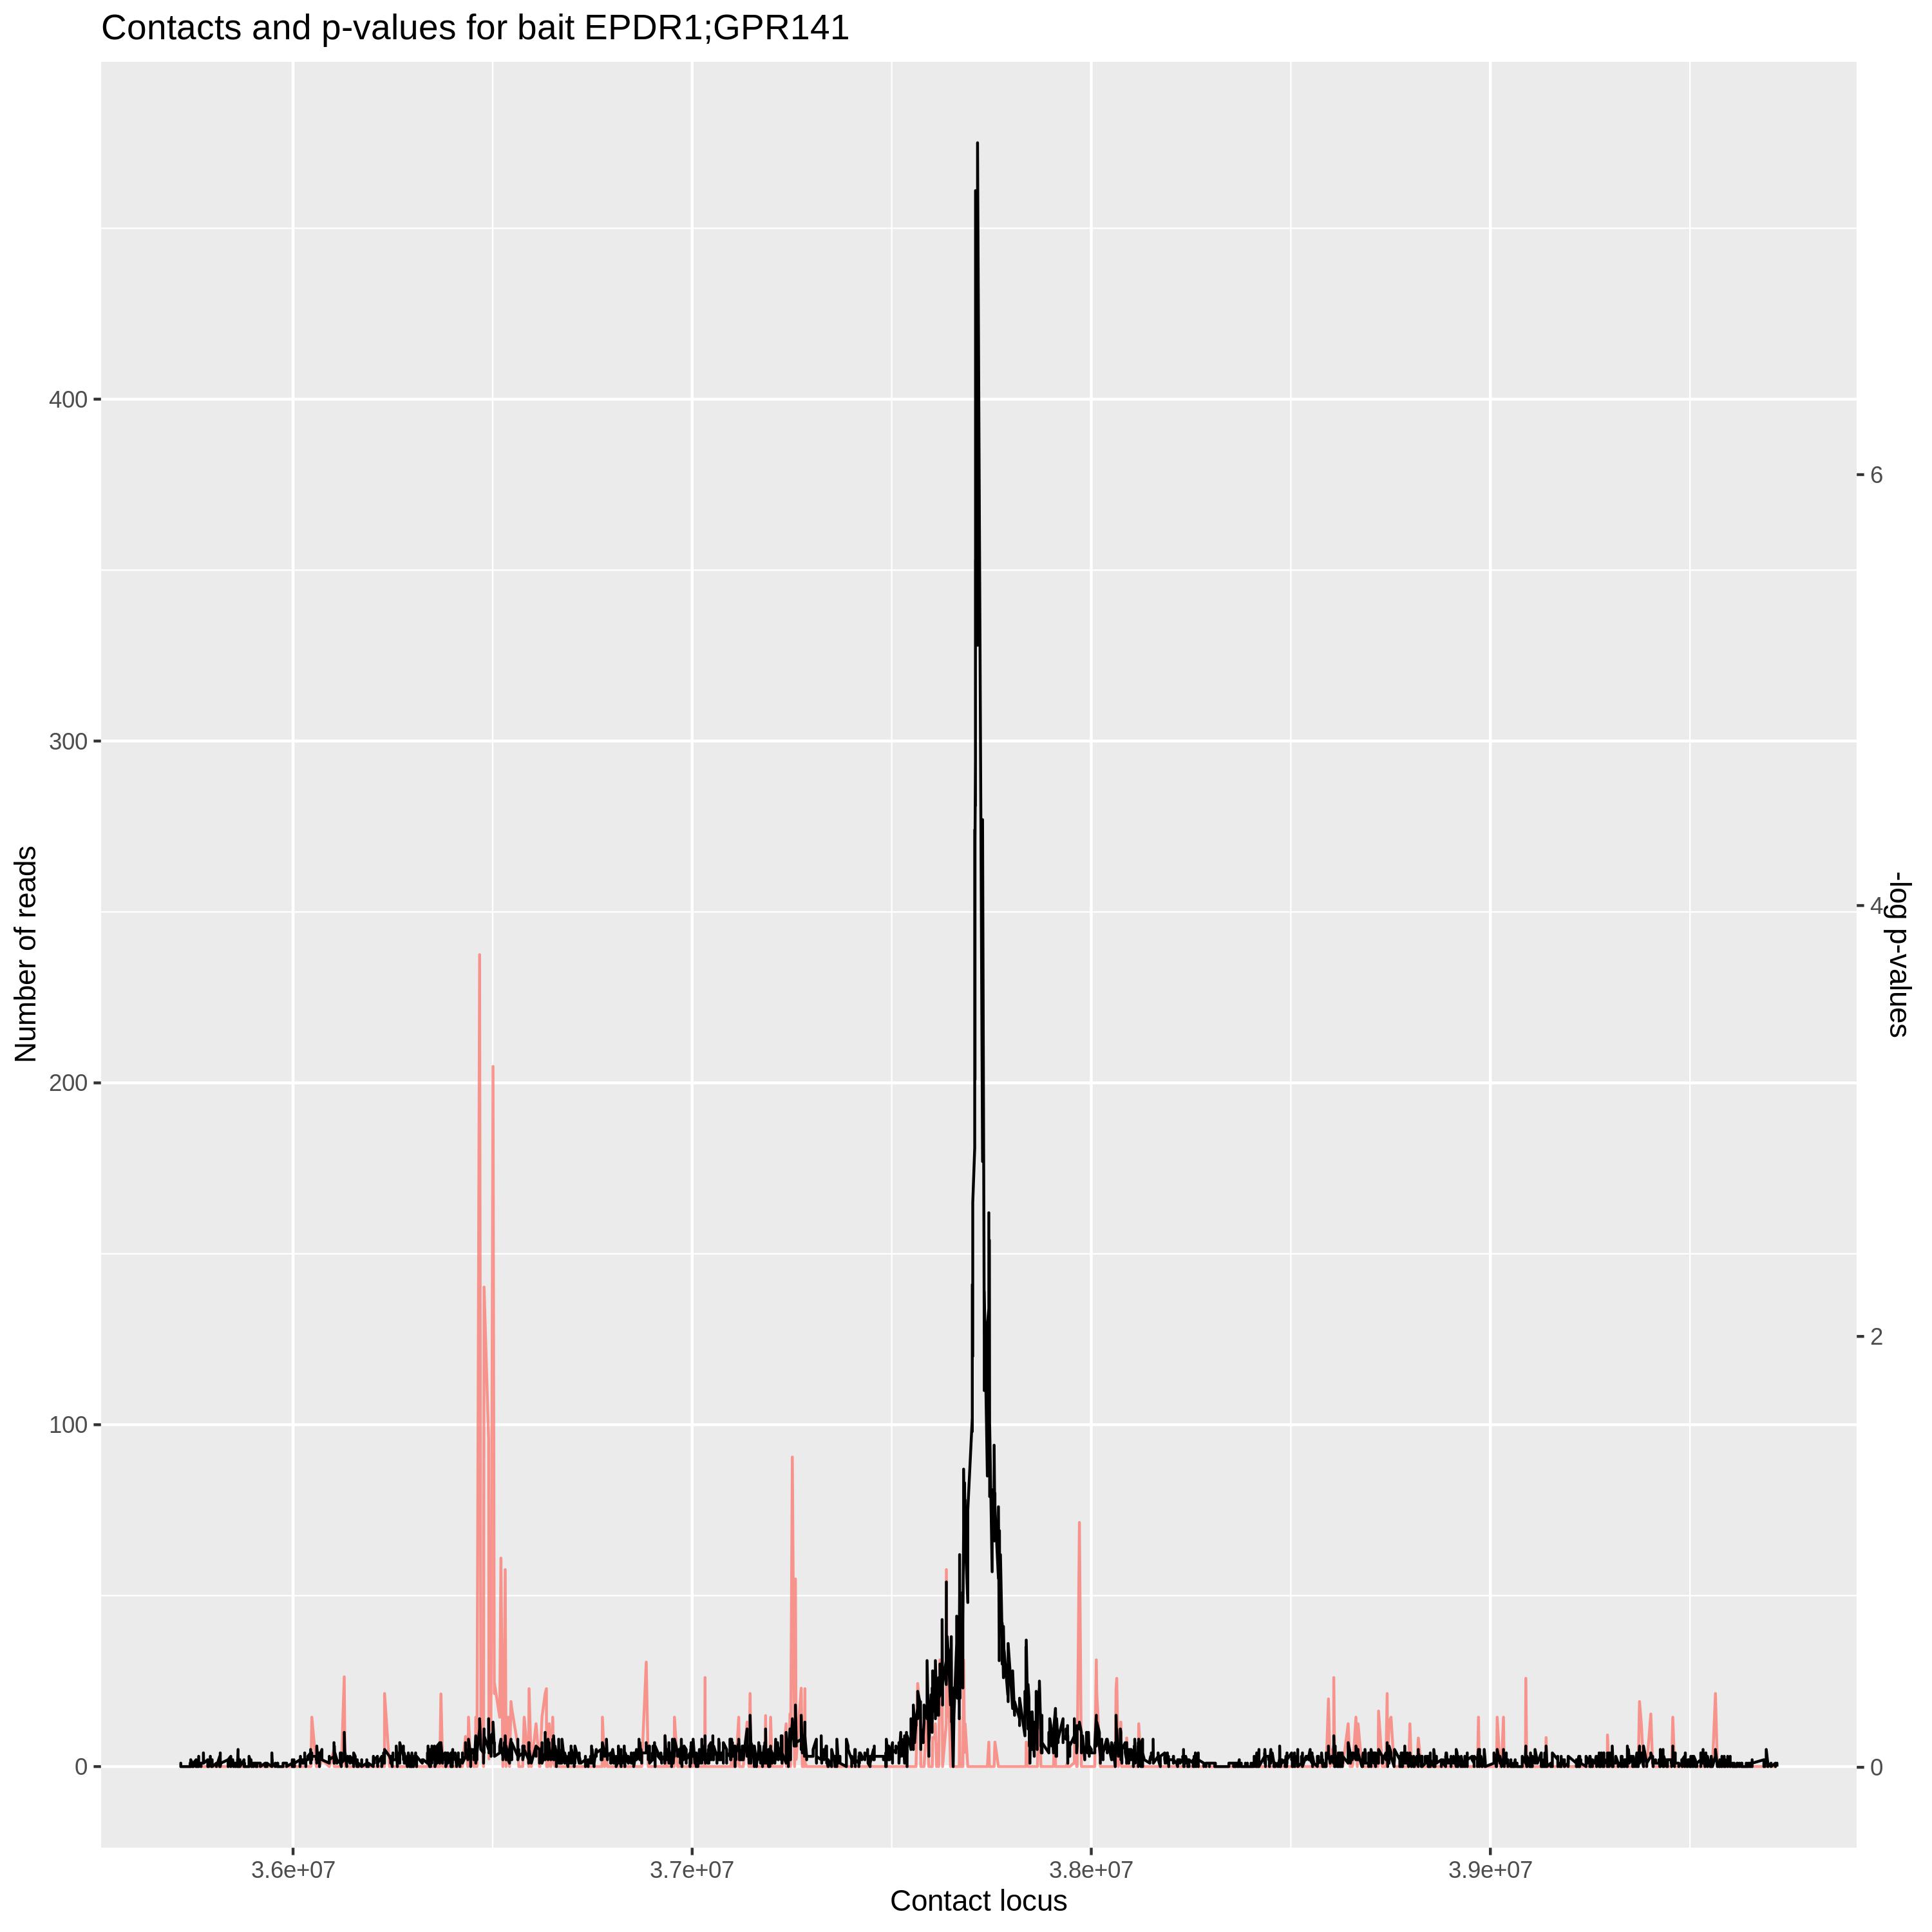 Contacts and p-values for bait EPDR1;GPR141
Number of reads
400
300
200
100
0
6
4
2
0
-log p-values
3.6e+07
3.7e+07
3.8e+07
3.9e+07
Contact locus